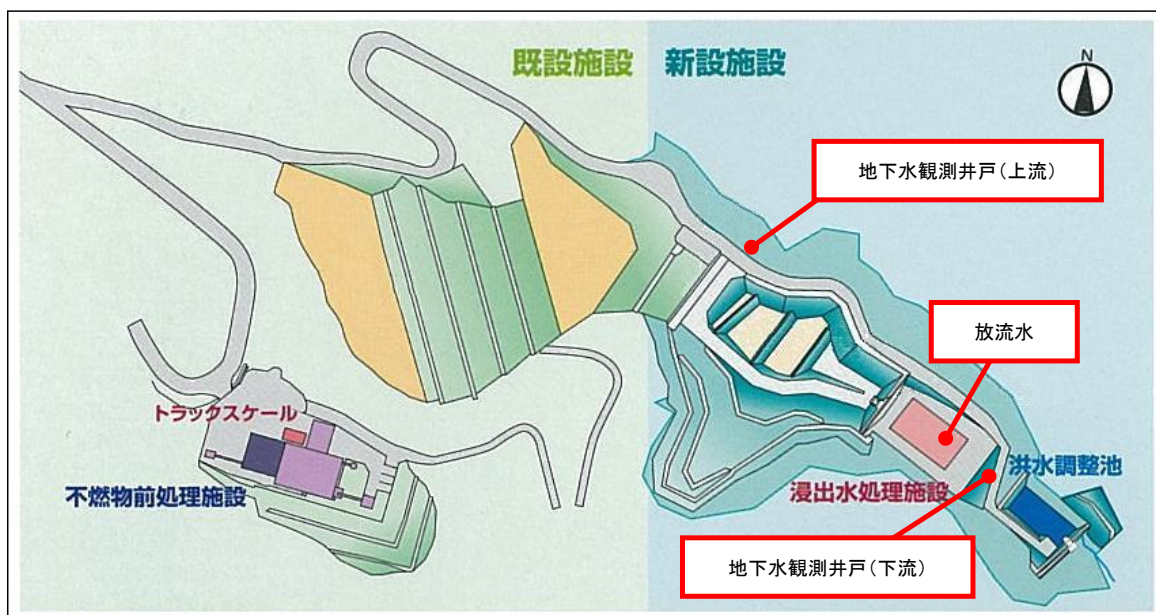 既設施設
新設施設
N
地下水観測井戸(上流)
放流水
トラックスケール
洪水調整池
不燃物前処理施設
浸出水処理施設
地下水観測井戸(下流)